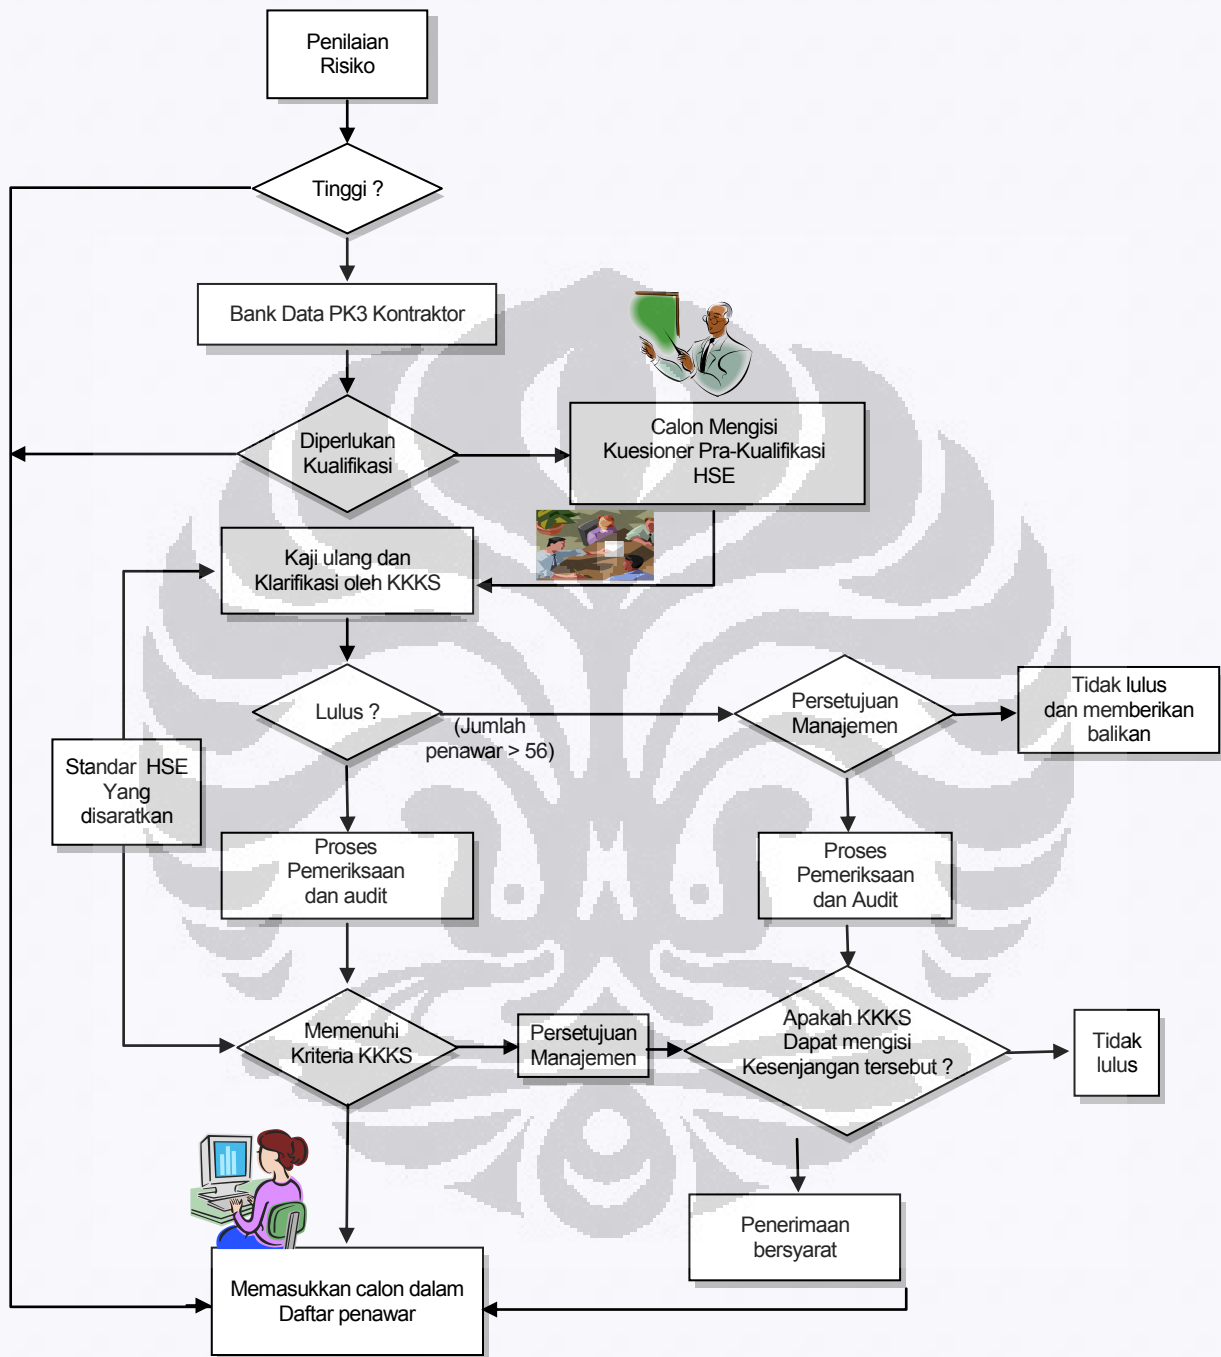 Penilaian
Risiko
Tinggi ?
Bank Data PK3 Kontraktor
Diperlukan
Kualifikasi
Calon Mengisi
Kuesioner Pra-Kualifikasi
HSE
Kaji ulang dan
Klarifikasi oleh KKKS
Lulus ?
(Jumlah
penawar > 56)
Persetujuan
Manajemen
Tidak lulus
dan memberikan
balikan
Standar HSE
Yang
disaratkan
Proses
Pemeriksaan
dan audit
Proses
Pemeriksaan
dan Audit
Memenuhi
Kriteria KKKS
Persetujuan
Manajemen
Apakah KKKS
Dapat mengisi
Kesenjangan tersebut ?
Tidak
lulus
Penerimaan
bersyarat
Memasukkan calon dalam
Daftar penawar